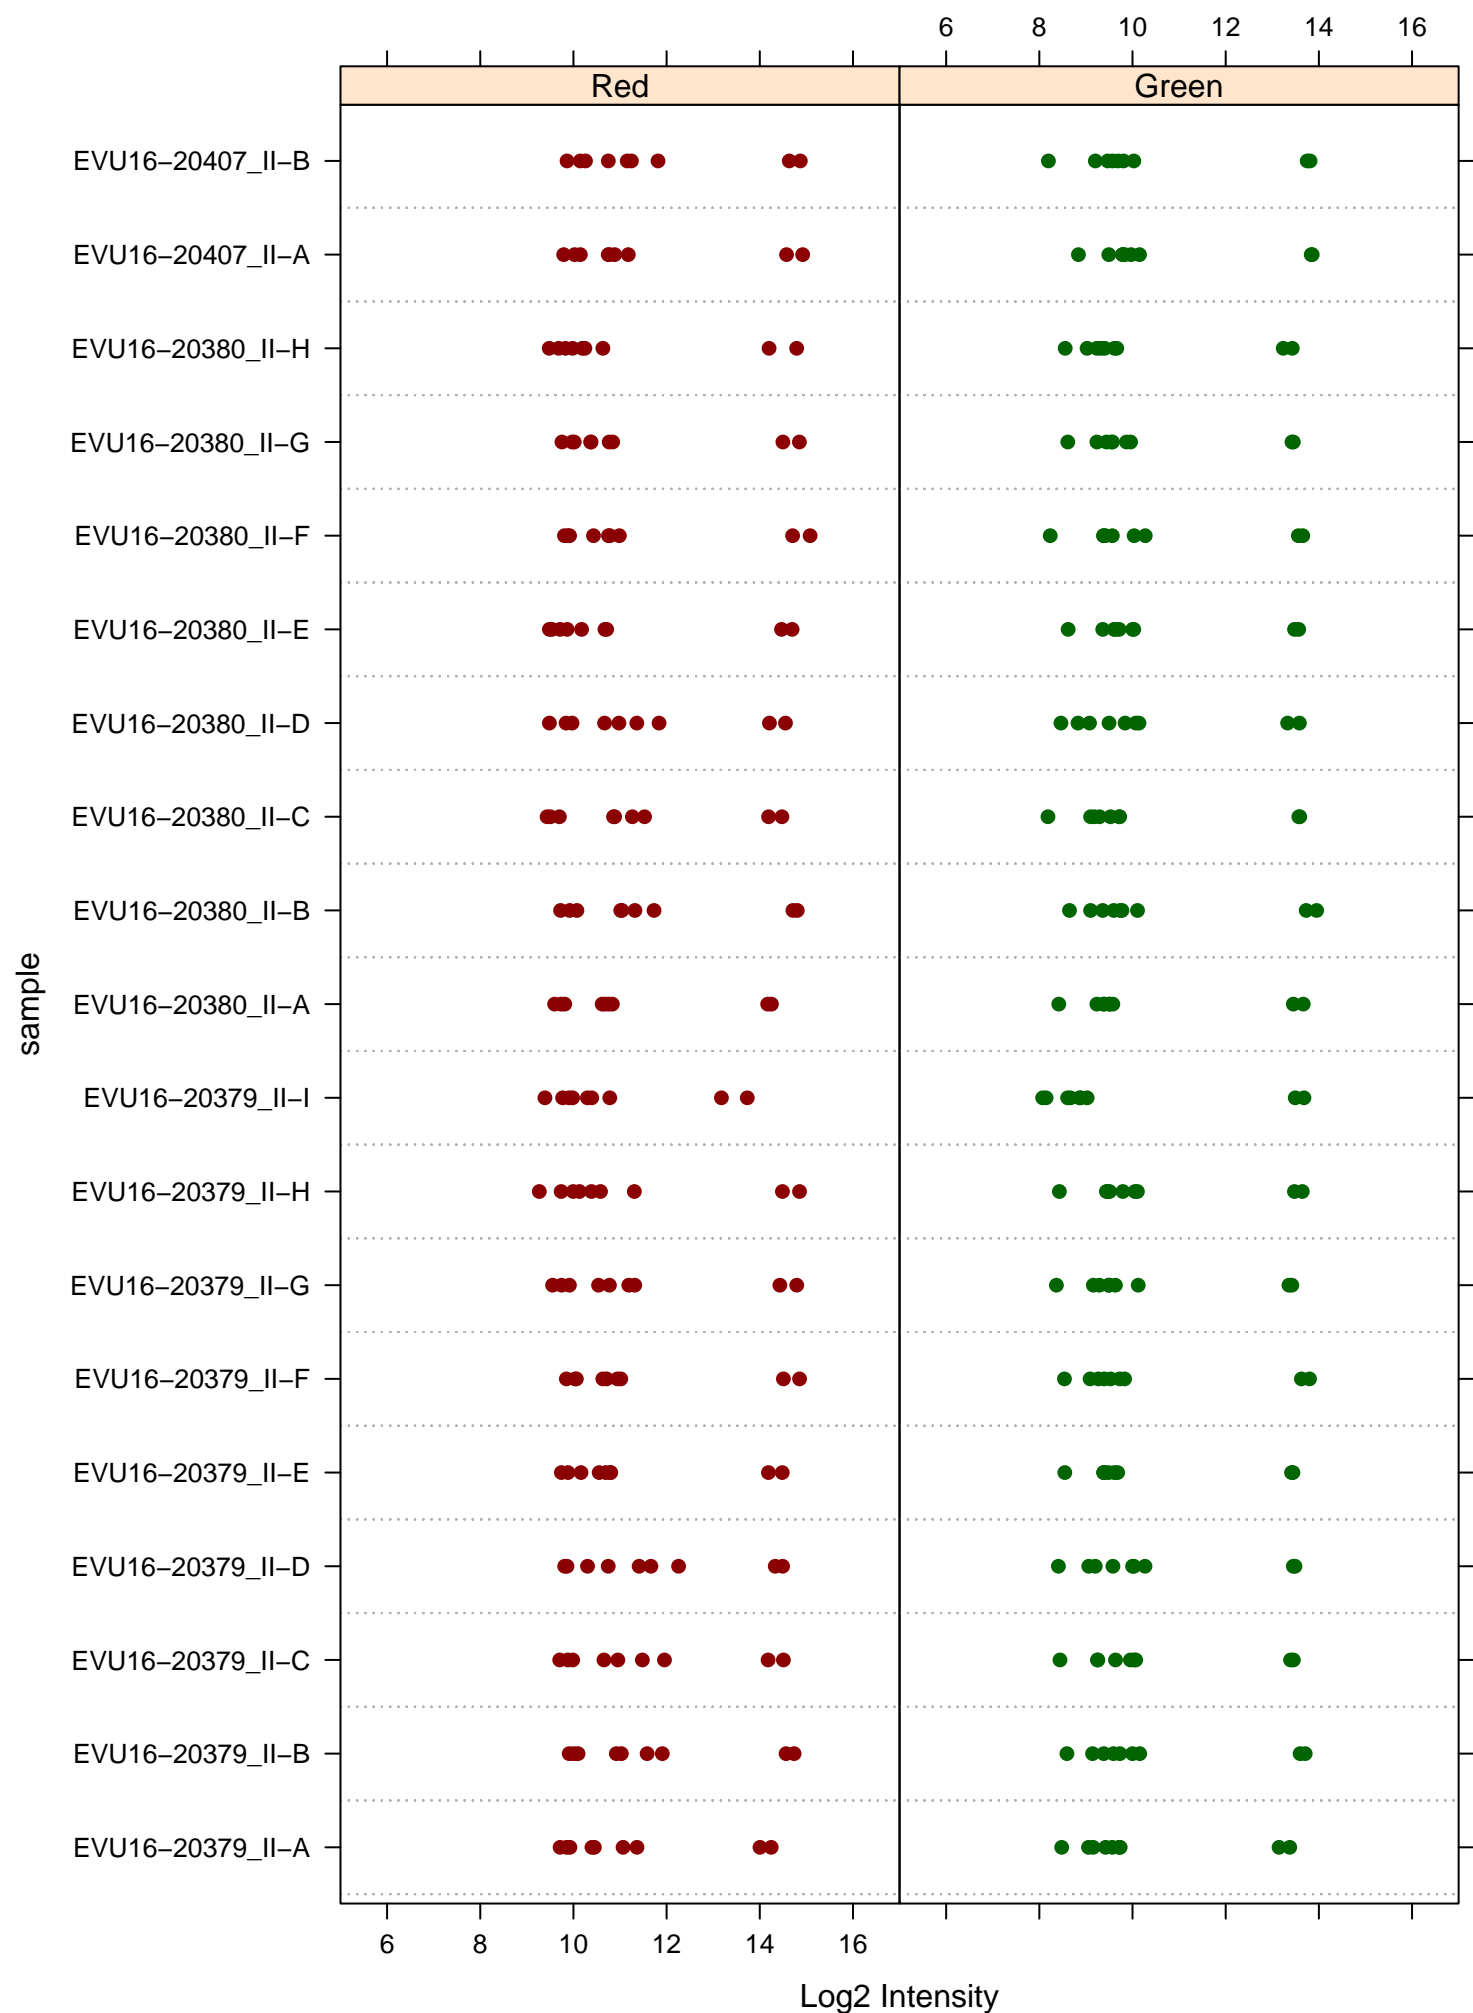 6 8 10 12 14 16
Red Green
EVU16−20407_II−B
EVU16−20407_II−A
EVU16−20380_II−H
EVU16−20380_II−G
EVU16−20380_II−F
EVU16−20380_II−E
EVU16−20380_II−D
EVU16−20380_II−C
EVU16−20380_II−B
EVU16−20380_II−A
EVU16−20379_II−I
EVU16−20379_II−H
EVU16−20379_II−G
EVU16−20379_II−F
EVU16−20379_II−E
EVU16−20379_II−D
EVU16−20379_II−C
EVU16−20379_II−B
EVU16−20379_II−A
sample
6 8 10 12 14 16
Log2 Intensity